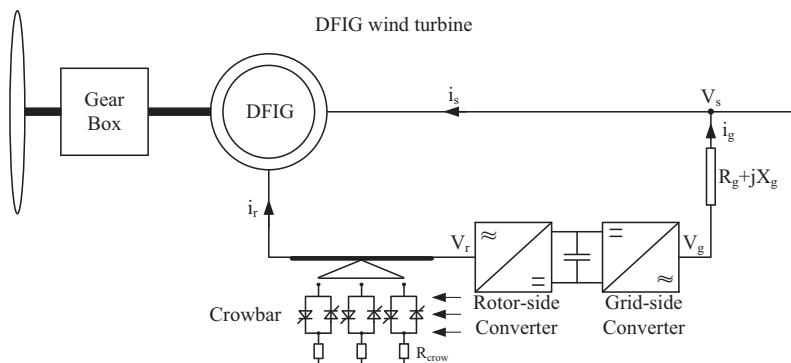 DFIG wind turbine
Gear
Box
DFIG
i_s
V_s
i_g
R_g+jX_g
i_r
V_r
V_g
Crowbar
Rotor-side
Converter
Grid-side
Converter
R_crow